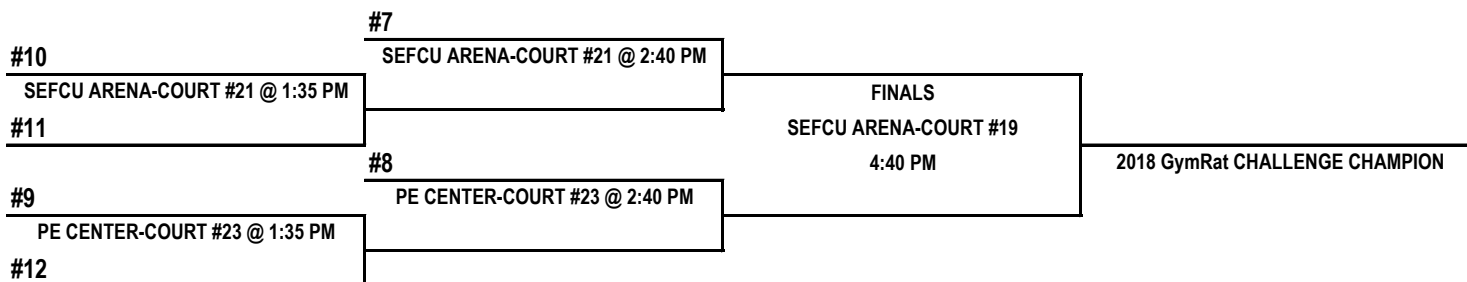 #7
#10
SEFCU ARENA-COURT #21 @ 2:40 PM
SEFCU ARENA-COURT #21 @ 1:35 PM
FINALS
#11
SEFCU ARENA-COURT #19
#8
4:40 PM
2018 GymRat CHALLENGE CHAMPION
#9
PE CENTER-COURT #23 @ 2:40 PM
PE CENTER-COURT #23 @ 1:35 PM
#12